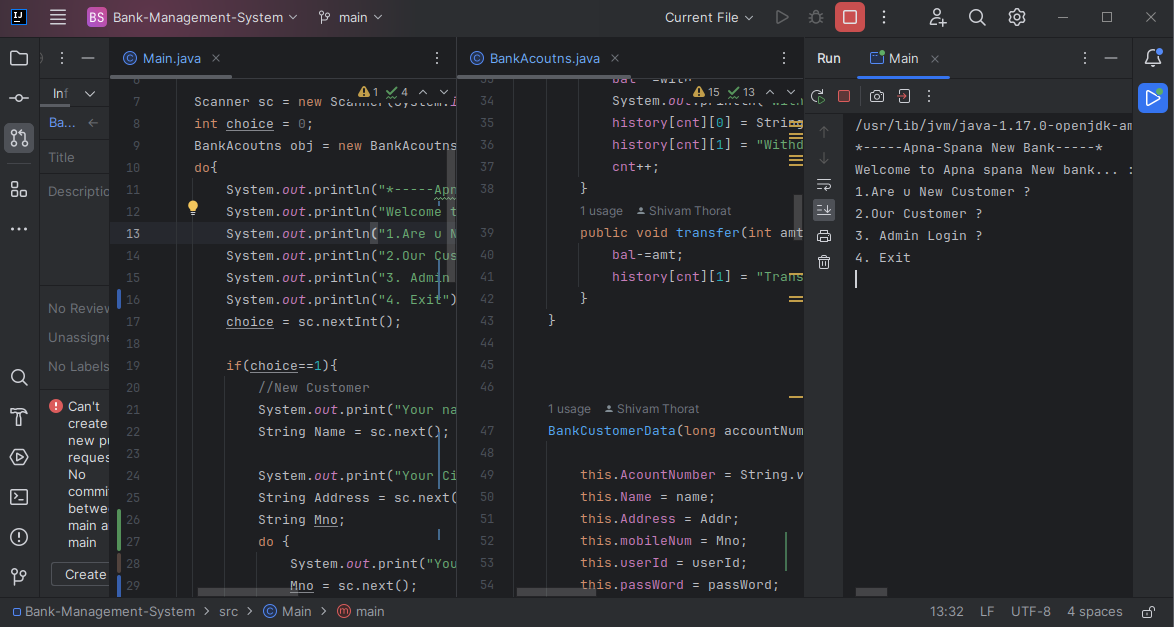 IJ BS Bank-Management-System main Current File
Main.java
BankAcoutns.java
Run Main
Inf
Ba...
Title
Descriptio
No Review
Unassigne
No Labels
Can't
create
new pu
reques
No
commi
betwe
main a
main
Create
1 4
7 Scanner sc = new Scanner(System.i
8 int choice = 0;
9 BankAcoutns obj = new BankAcoutns
10 do{
11 System.out.println("*-----Apn
12 System.out.println("Welcome t
13 System.out.println("1.Are u N
14 System.out.println("2.Our Cus
15 System.out.println("3. Admin
16 System.out.println("4. Exit")
17 choice = sc.nextInt();
18
19 if(choice==1){
20 //New Customer
21 System.out.print("Your na
22 String Name = sc.next();
23
24 System.out.print("Your Ci
25 String Address = sc.next(
26 String Mno;
27 do {
28 System.out.print("You
29 Mno = sc.next();
15 13
33 bal -=with
34 System.out.println("With
35 history[cnt][0] = String
36 history[cnt][1] = "Withd
37 cnt++;
38 }
1 usage Shivam Thorat
39 public void transfer(int amt
40 bal-=amt;
41 history[cnt][1] = "Trans
42 }
43 }
44
45
46
1 usage Shivam Thorat
47 BankCustomerData(long accountNum
48
49 this.AcountNumber = String.v
50 this.Name = name;
51 this.Address = Addr;
52 this.mobileNum = Mno;
53 this.userId = userId;
54 this.passWord = passWord;
/usr/lib/jvm/java-1.17.0-openjdk-am
*-----Apna-Spana New Bank-----*
Welcome to Apna spana New bank... :
1.Are u New Customer ?
2.Our Customer ?
3. Admin Login ?
4. Exit
Bank-Management-System > src > Main > main 13:32 LF UTF-8 4 spaces